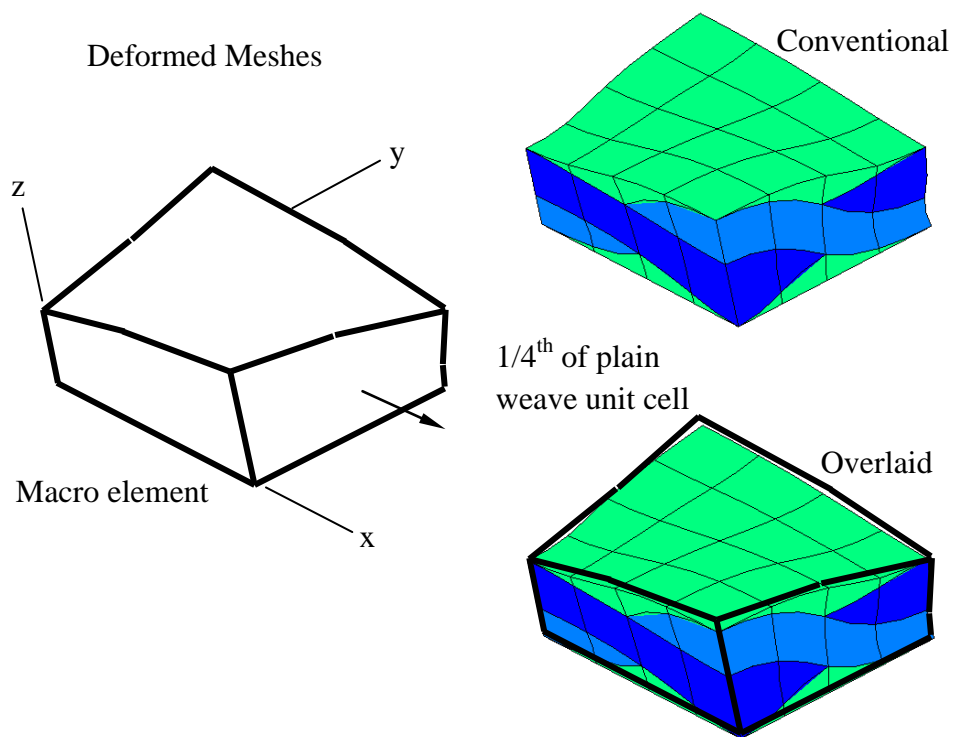 Deformed Meshes
Conventional
y
z
1/4th of plain
weave unit cell
Overlaid
Macro element
x